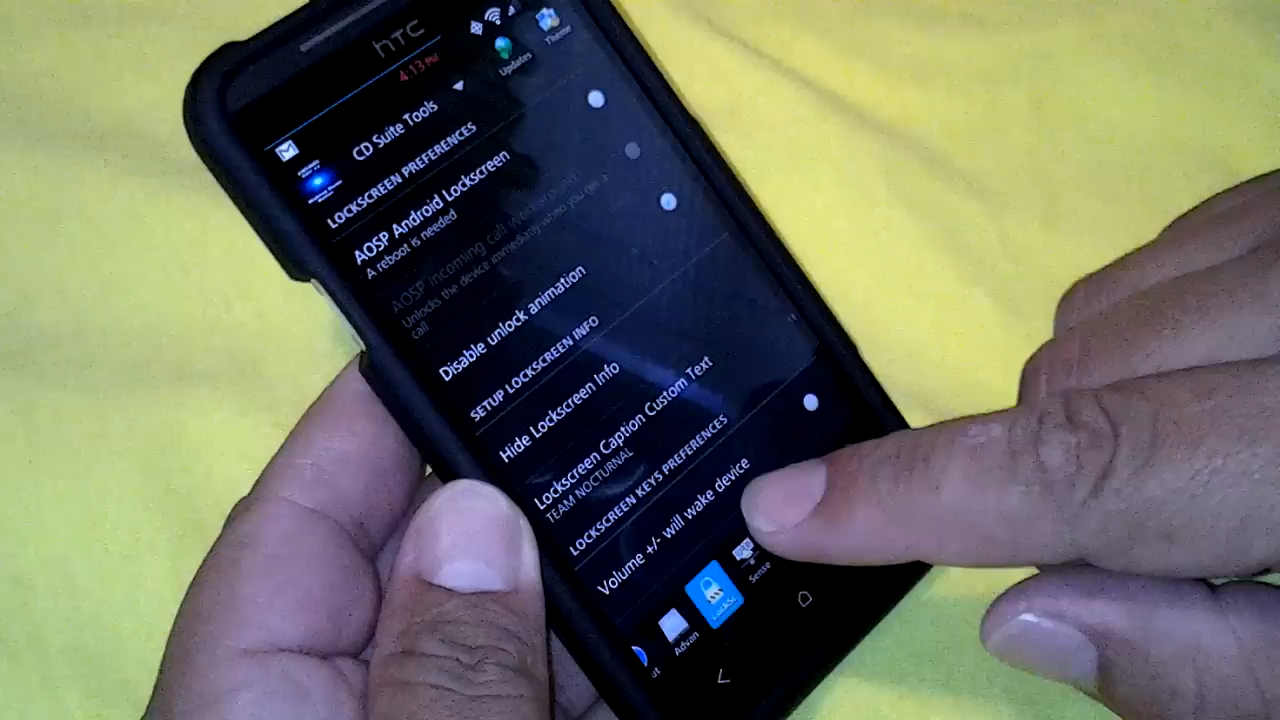 hTC
4:13 PM
CD Suite Tools
Updates
Theme
LOCKSCREEN PREFERENCES
AOSP Android Lockscreen
A reboot is needed
AOSP incoming call
Unlocks the device immediately when you get a
call
Disable unlock animation
SETUP LOCKSCREEN INFO
Hide Lockscreen Info
Lockscreen Caption Custom Text
TEAM NOCTURNAL
LOCKSCREEN KEYS PREFERENCES
Volume +/- will wake device
ut
Advan
LockSc
Sense